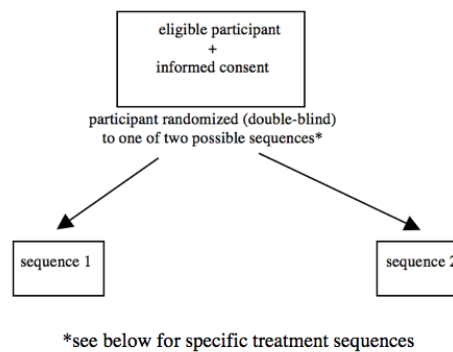 eligible participant
+
informed consent
participant randomized (double-blind)
to one of two possible sequences*
sequence 1
sequence 2
*see below for specific treatment sequences